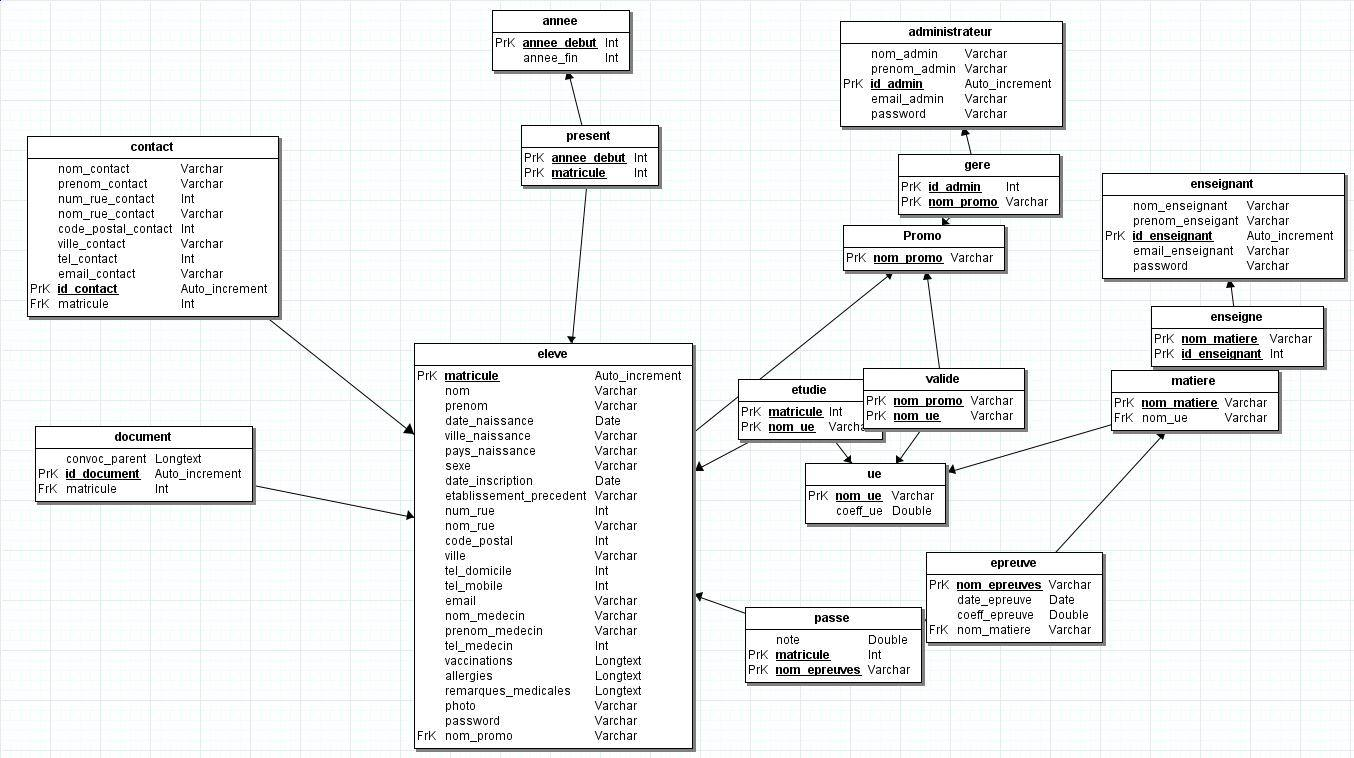 annee
PrK annee_debut Int
annee_fin Int
administrateur
nom_admin Varchar
prenom_admin Varchar
PrK id_admin Auto_increment
email_admin Varchar
password Varchar
present
PrK annee_debut Int
PrK matricule Int
contact
nom_contact Varchar
prenom_contact Varchar
num_rue_contact Int
nom_rue_contact Varchar
code_postal_contact Int
ville_contact Varchar
tel_contact Int
email_contact Varchar
PrK id_contact Auto_increment
FrK matricule Int
gere
PrK id_admin Int
PrK nom_promo Varchar
enseignant
nom_enseignant Varchar
prenom_enseigant Varchar
PrK id_enseignant Auto_increment
email_enseignant Varchar
password Varchar
Promo
PrK nom_promo Varchar
enseigne
PrK nom_matiere Varchar
PrK id_enseignant Int
eleve
PrK matricule Auto_increment
nom Varchar
prenom Varchar
date_naissance Date
ville_naissance Varchar
pays_naissance Varchar
sexe Varchar
date_inscription Date
etablissement_precedent Varchar
num_rue Int
nom_rue Varchar
code_postal Int
ville Varchar
tel_domicile Int
tel_mobile Int
email Varchar
nom_medecin Varchar
prenom_medecin Varchar
tel_medecin Int
vaccinations Longtext
allergies Longtext
remarques_medicales Longtext
photo Varchar
password Varchar
FrK nom_promo Varchar
etudie
PrK matricule Int
PrK nom_ue Varcha
valide
PrK nom_promo Varchar
PrK nom_ue Varchar
matiere
PrK nom_matiere Varchar
FrK nom_ue Varchar
document
convoc_parent Longtext
PrK id_document Auto_increment
FrK matricule Int
ue
PrK nom_ue Varchar
coeff_ue Double
epreuve
PrK nom_epreuves Varchar
date_epreuve Date
coeff_epreuve Double
FrK nom_matiere Varchar
passe
note Double
PrK matricule Int
PrK nom_epreuves Varchar